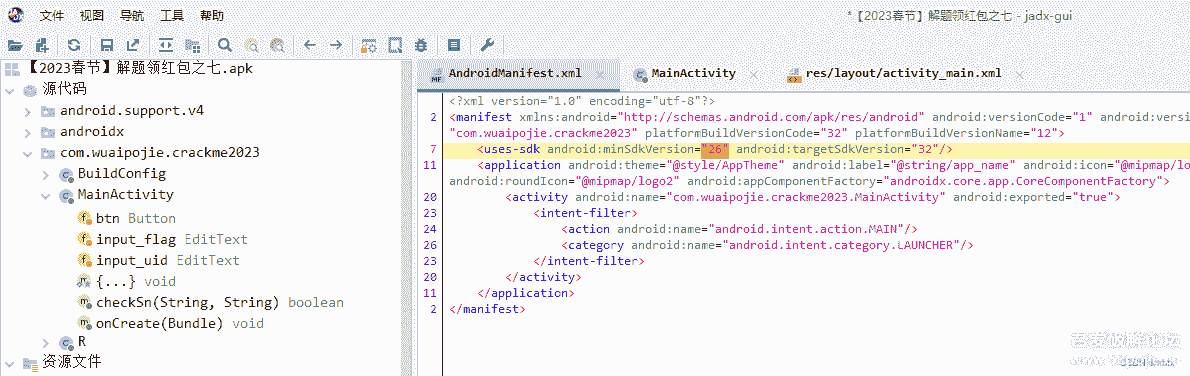 文件 视图 导航 工具 帮助
*【2023春节】解题领红包之七 - jadx-gui
【2023春节】解题领红包之七.apk
源代码
android.support.v4
androidx
com.wuaipojie.crackme2023
BuildConfig
MainActivity
btn Button
input_flag EditText
input_uid EditText
{...} void
checkSn(String, String) boolean
onCreate(Bundle) void
R
资源文件
AndroidManifest.xml
MainActivity
res/layout/activity_main.xml
<?xml version="1.0" encoding="utf-8"?>
2 <manifest xmlns:android="http://schemas.android.com/apk/res/android" android:versionCode="1" android:versi
"com.wuaipojie.crackme2023" platformBuildVersionCode="32" platformBuildVersionName="12">
7 <uses-sdk android:minSdkVersion="26" android:targetSdkVersion="32"/>
11 <application android:theme="@style/AppTheme" android:label="@string/app_name" android:icon="@mipmap/lo
android:roundIcon="@mipmap/logo2" android:appComponentFactory="androidx.core.app.CoreComponentFactory">
20 <activity android:name="com.wuaipojie.crackme2023.MainActivity" android:exported="true">
23 <intent-filter>
24 <action android:name="android.intent.action.MAIN"/>
26 <category android:name="android.intent.category.LAUNCHER"/>
23 </intent-filter>
20 </activity>
11 </application>
2 </manifest>